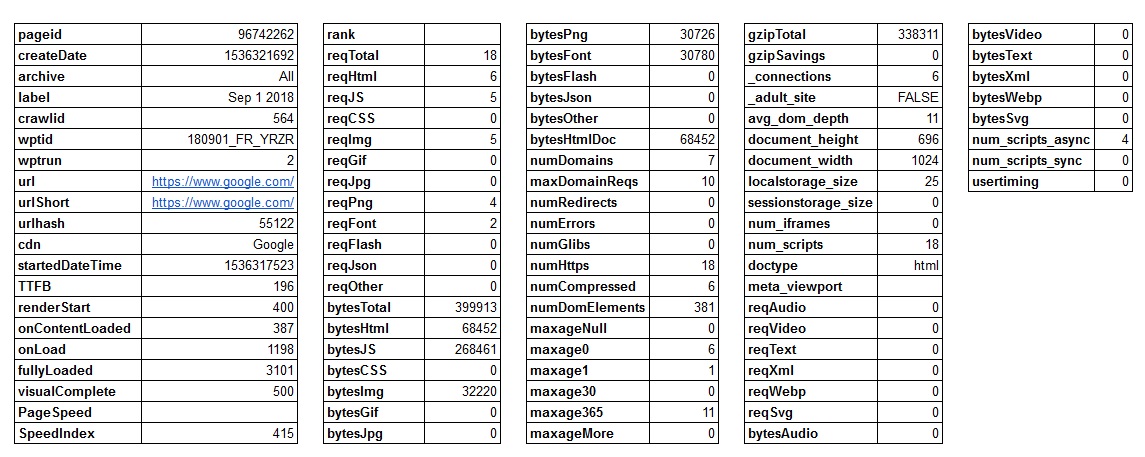 pageid 96742262
createDate 1536321692
archive All
label Sep 1 2018
crawlid 564
wptid 180901_FR_YRZR
wptrun 2
url https://www.google.com/
urlShort https://www.google.com/
urlhash 55122
cdn Google
startedDateTime 1536317523
TTFB 196
renderStart 400
onContentLoaded 387
onLoad 1198
fullyLoaded 3101
visualComplete 500
PageSpeed
SpeedIndex 415
rank
reqTotal 18
reqHtml 6
reqJS 5
reqCSS 0
reqImg 5
reqGif 0
reqJpg 0
reqPng 4
reqFont 2
reqFlash 0
reqJson 0
reqOther 0
bytesTotal 399913
bytesHtml 68452
bytesJS 268461
bytesCSS 0
bytesImg 32220
bytesGif 0
bytesJpg 0
bytesPng 30726
bytesFont 30780
bytesFlash 0
bytesJson 0
bytesOther 0
bytesHtmlDoc 68452
numDomains 7
maxDomainReqs 10
numRedirects 0
numErrors 0
numGlibs 0
numHttps 18
numCompressed 6
numDomElements 381
maxageNull 0
maxage0 6
maxage1 1
maxage30 0
maxage365 11
maxageMore 0
gzipTotal 338311
gzipSavings 0
_connections 6
_adult_site FALSE
avg_dom_depth 11
document_height 696
document_width 1024
localstorage_size 25
sessionstorage_size 0
num_iframes 0
num_scripts 18
doctype html
meta_viewport
reqAudio 0
reqVideo 0
reqText 0
reqXml 0
reqWebp 0
reqSvg 0
bytesAudio 0
bytesVideo 0
bytesText 0
bytesXml 0
bytesWebp 0
bytesSvg 0
num_scripts_async 4
num_scripts_sync 0
usertiming 0